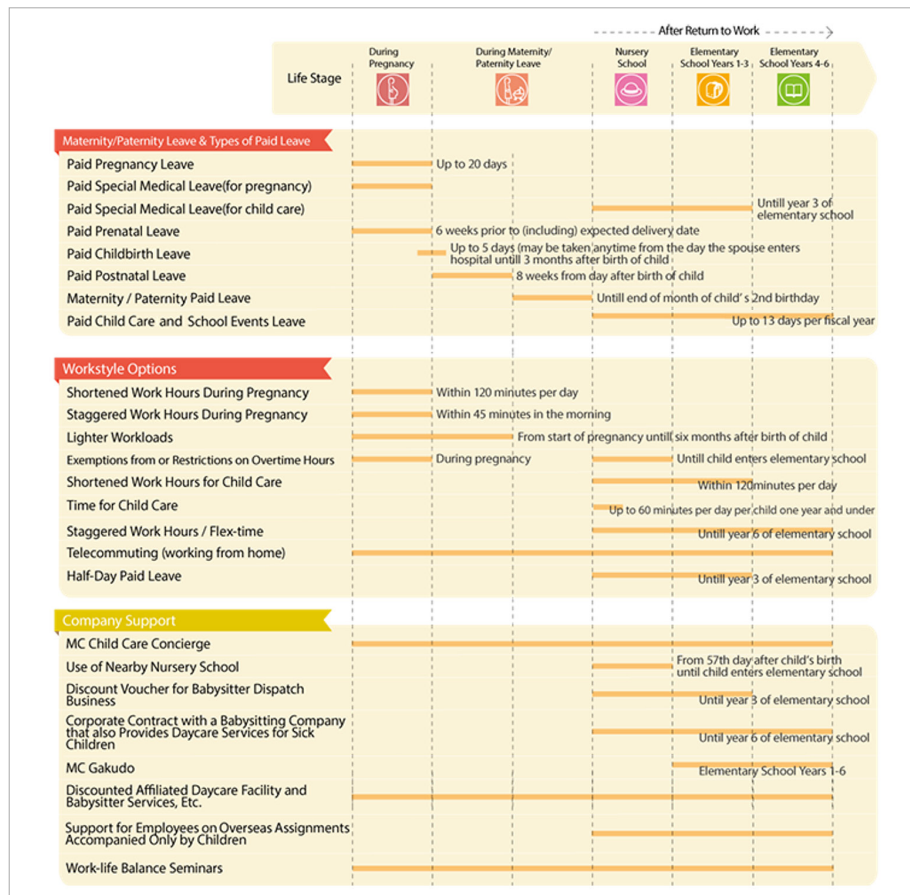 After Return to Work
Life Stage
During
Pregnancy
During Maternity/
Paternity Leave
Nursery
School
Elementary
School Years 1-3
Elementary
School Years 4-6
Maternity/Paternity Leave & Types of Paid Leave
Paid Pregnancy Leave
Up to 20 days
Paid Special Medical Leave(for pregnancy)
Paid Special Medical Leave(for child care)
Untill year 3 of
elementary school
Paid Prenatal Leave
6 weeks prior to (including) expected delivery date
Paid Childbirth Leave
Up to 5 days (may be taken anytime from the day the spouse enters
hospital untill 3 months after birth of child
Paid Postnatal Leave
8 weeks from day after birth of child
Maternity / Paternity Paid Leave
Untill end of month of child's 2nd birthday
Paid Child Care and School Events Leave
Up to 13 days per fiscal year
Workstyle Options
Shortened Work Hours During Pregnancy
Within 120 minutes per day
Staggered Work Hours During Pregnancy
Within 45 minutes in the morning
Lighter Workloads
From start of pregnancy untill six months after birth of child
Exemptions from or Restrictions on Overtime Hours
During pregnancy
Untill child enters elementary school
Shortened Work Hours for Child Care
Within 120minutes per day
Time for Child Care
Up to 60 minutes per day per child one year and under
Staggered Work Hours / Flex-time
Untill year 6 of elementary school
Telecommuting (working from home)
Half-Day Paid Leave
Untill year 3 of elementary school
Company Support
MC Child Care Concierge
Use of Nearby Nursery School
From 57th day after child's birth
until child enters elementary school
Discount Voucher for Babysitter Dispatch
Business
Until year 3 of elementary school
Corporate Contract with a Babysitting Company
that also Provides Daycare Services for Sick
Children
Until year 6 of elementary school
MC Gakudo
Elementary School Years 1-6
Discounted Affiliated Daycare Facility and
Babysitter Services, Etc.
Support for Employees on Overseas Assignments
Accompanied Only by Children
Work-life Balance Seminars